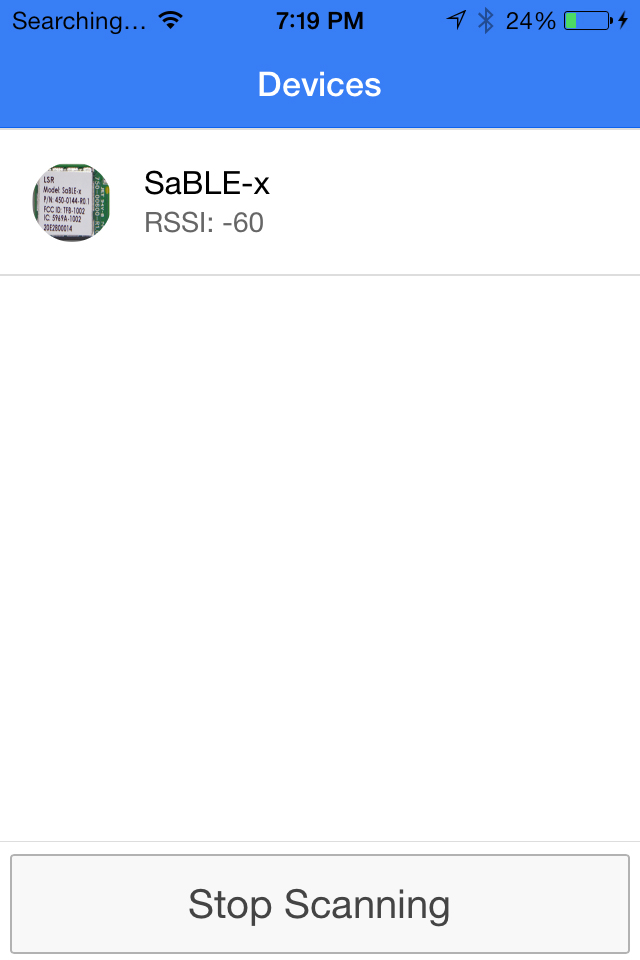 Searching... 7:19 PM 24%
Devices
SaBLE-x
RSSI: -60
LSR
Model: SaBLE-x
P/N: 450-0144-R0.1
FCC ID: TFB-1002
IC: 5969A-1002
Stop Scanning